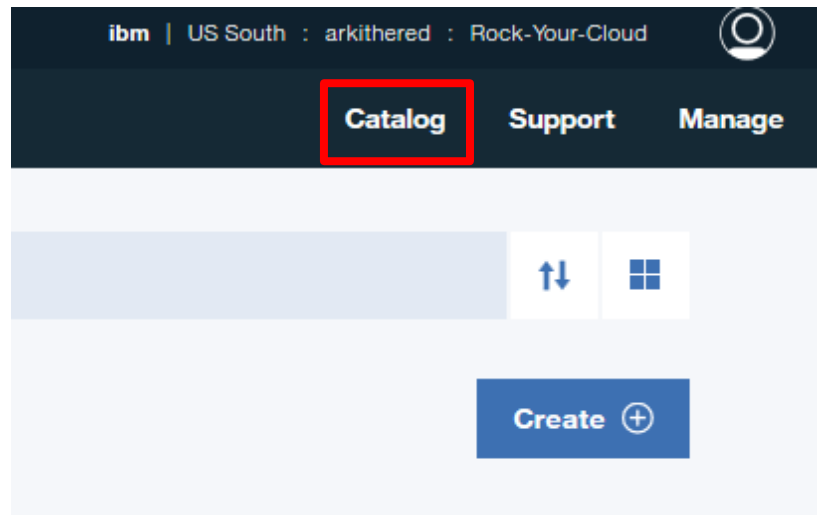 ibm | US South : arkithered : Rock-Your-Cloud
Catalog Support Manage
Create